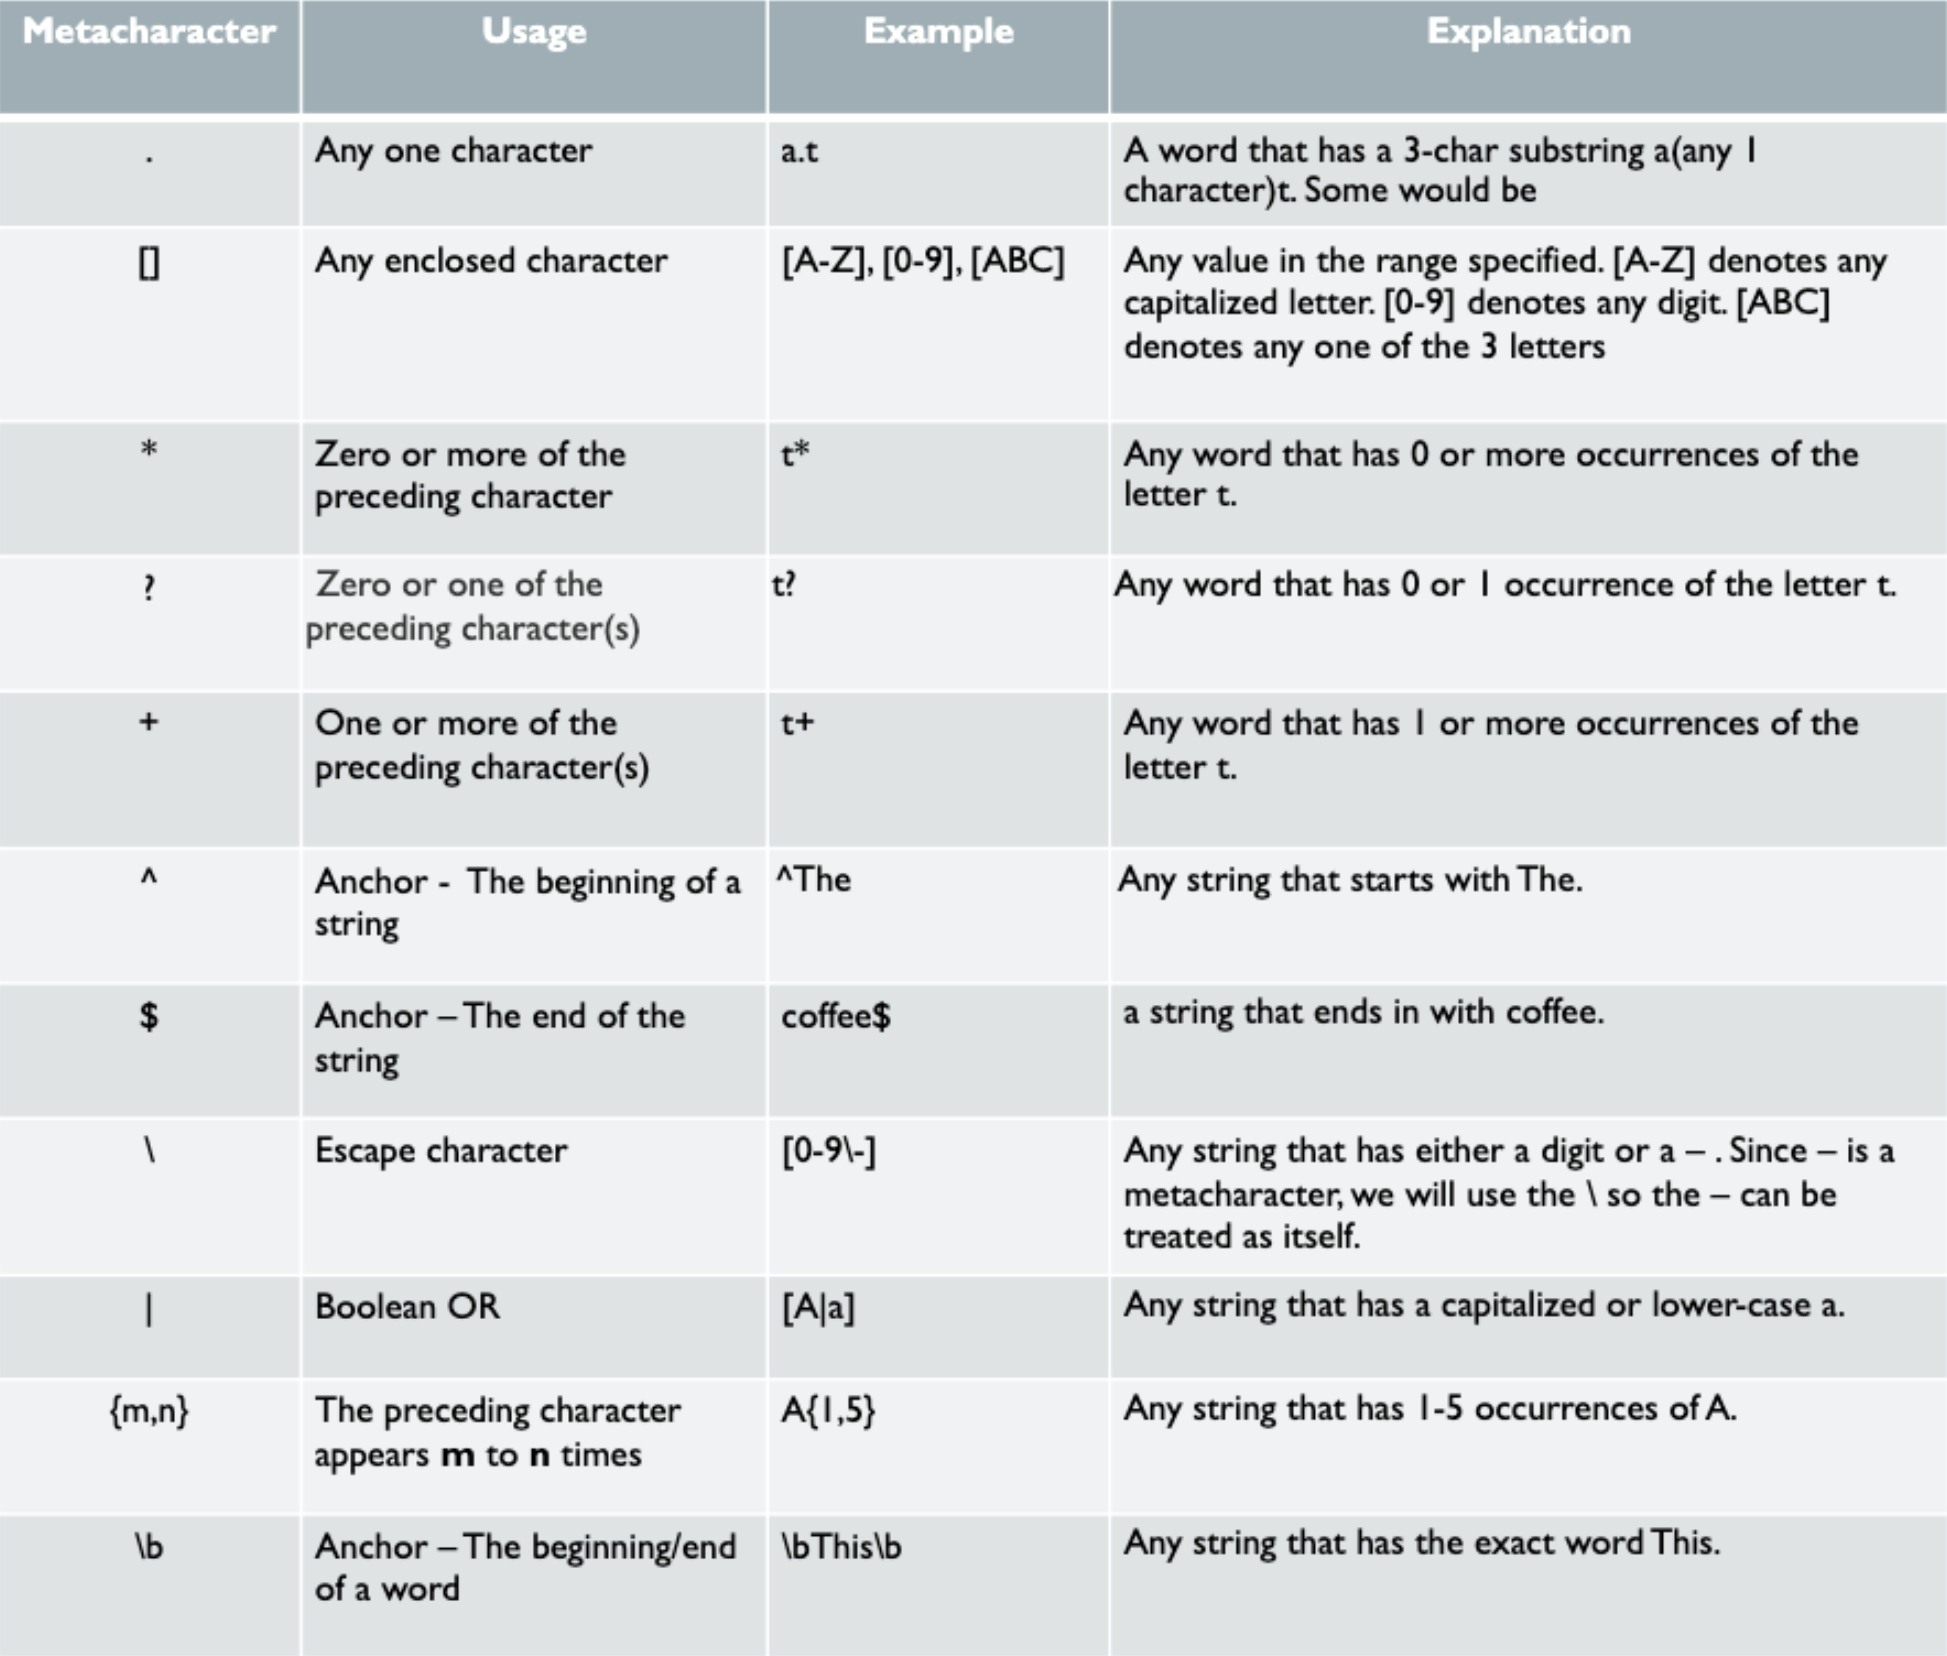 Metacharacter Usage Example Explanation
. Any one character a.t A word that has a 3-char substring a(any 1
character)t. Some would be
[] Any enclosed character [A-Z], [0-9], [ABC] Any value in the range specified. [A-Z] denotes any
capitalized letter. [0-9] denotes any digit. [ABC]
denotes any one of the 3 letters
* Zero or more of the t* Any word that has 0 or more occurrences of the
preceding character letter t.
? Zero or one of the t? Any word that has 0 or 1 occurrence of the letter t.
preceding character(s)
+ One or more of the t+ Any word that has 1 or more occurrences of the
preceding character(s) letter t.
^ Anchor - The beginning of a ^The Any string that starts with The.
string
$ Anchor – The end of the coffee$ a string that ends in with coffee.
string
\ Escape character [0-9\-] Any string that has either a digit or a – . Since – is a
metacharacter, we will use the \ so the – can be
treated as itself.
| Boolean OR [A|a] Any string that has a capitalized or lower-case a.
{m,n} The preceding character A{1,5} Any string that has 1-5 occurrences of A.
appears m to n times
\b Anchor – The beginning/end \bThis\b Any string that has the exact word This.
of a word